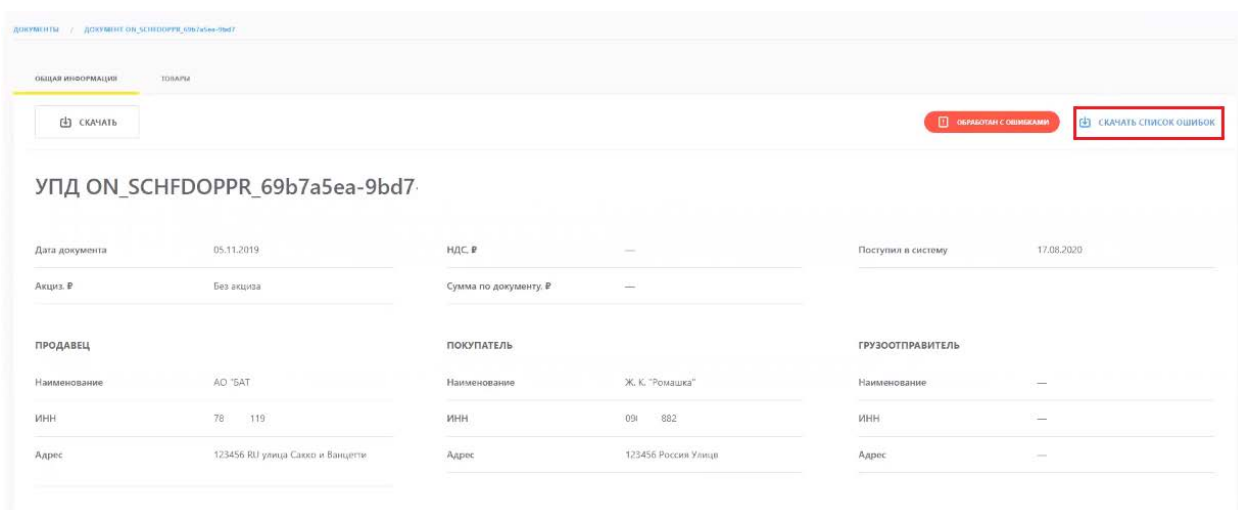 ДОКУМЕНТЫ / ДОКУМЕНТ ON_SCHFDOPPR_69b7a5ea-9bd7
ОБЩАЯ ИНФОРМАЦИЯ ТОВАРЫ
СКАЧАТЬ ОБРАБОТАН С ОШИБКАМИ СКАЧАТЬ СПИСОК ОШИБОК
УПД ON_SCHFDOPPR_69b7a5ea-9bd7-
Дата документа 05.11.2019 НДС, ₽ — Поступил в систему 17.08.2020
Акциз, ₽ Без акциза Сумма по документу, ₽ —
ПРОДАВЕЦ ПОКУПАТЕЛЬ ГРУЗООТПРАВИТЕЛЬ
Наименование АО "БАТ Наименование Ж. К. "Ромашка" Наименование —
ИНН 78 119 ИНН 09 882 ИНН —
Адрес 123456 RU улица Сакко и Ванцетти Адрес 123456 Россия Улица Адрес —